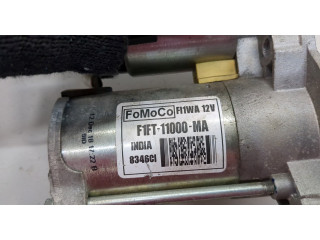 FoMoCo FI1WA 12V
F1FT-11000-MA
INDIA
8346CI